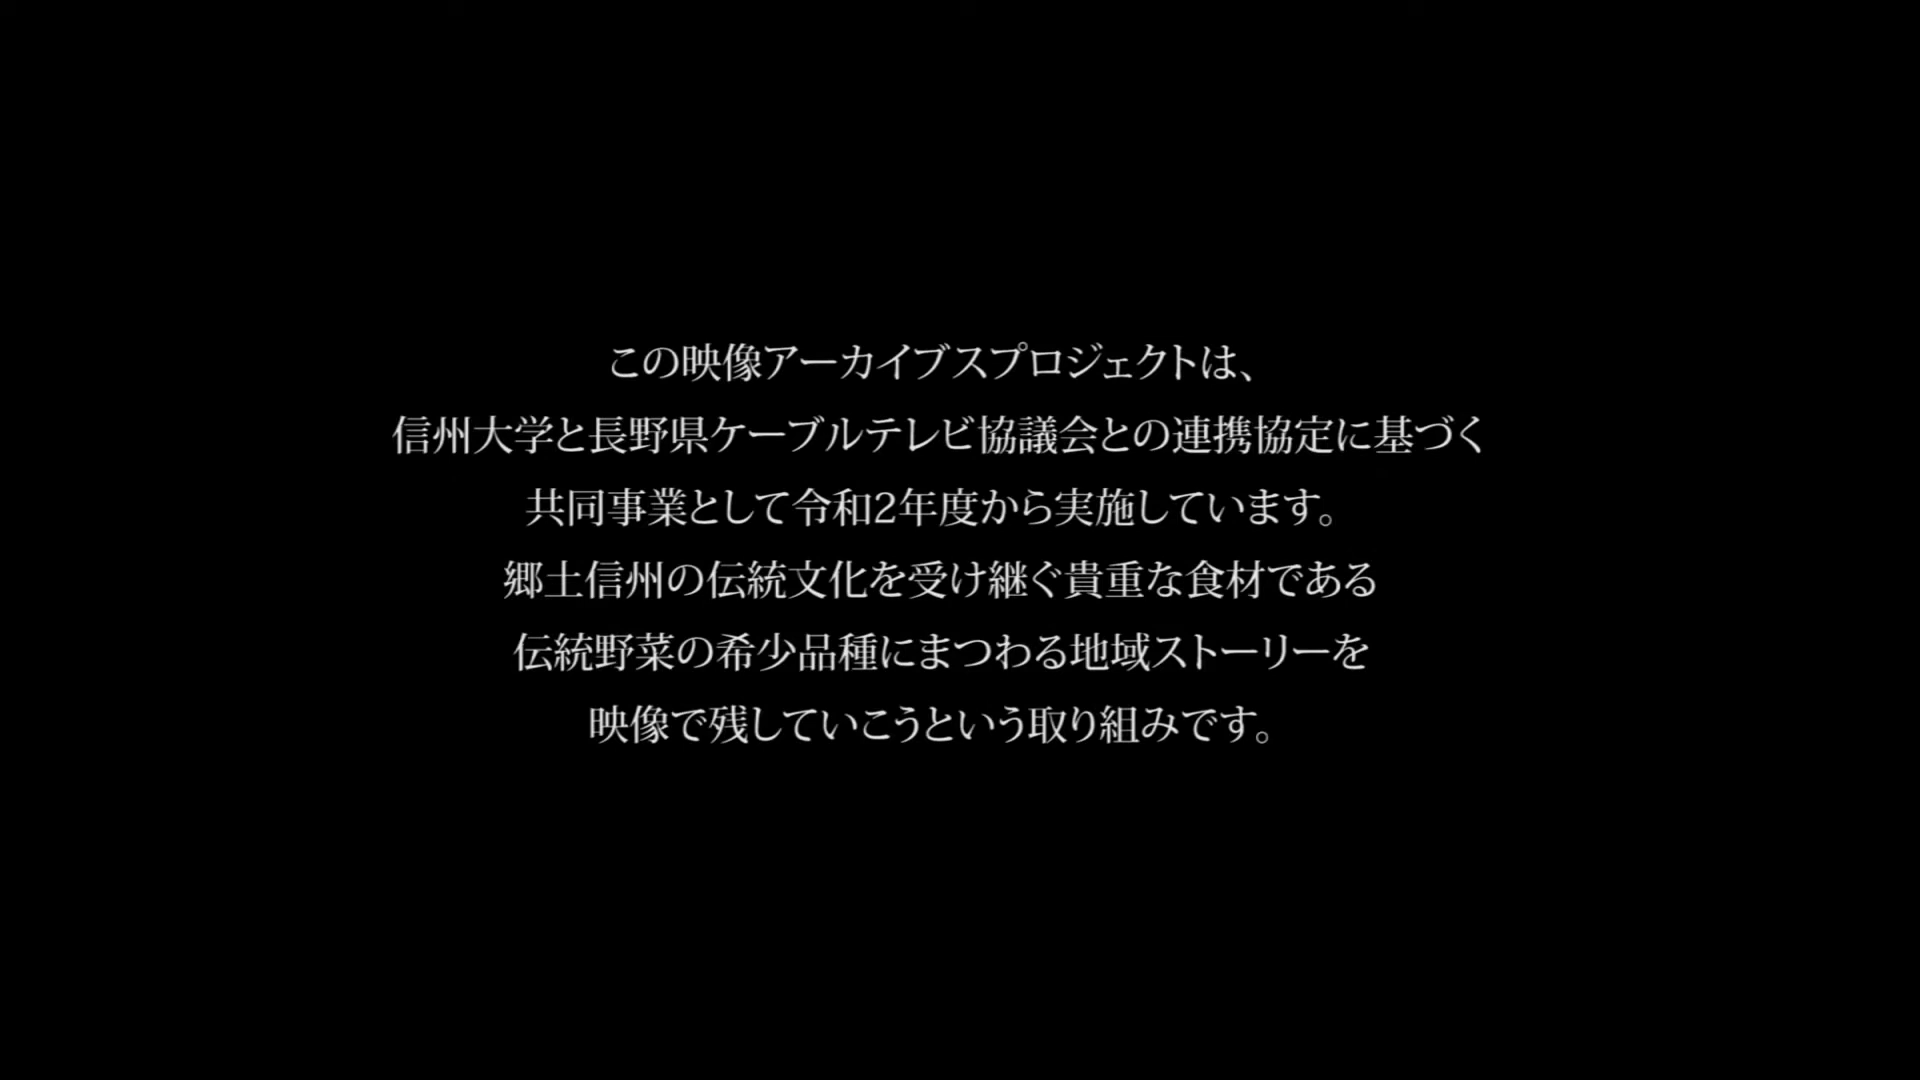 この映像アーカイブスプロジェクトは、
信州大学と長野県ケーブルテレビ協議会との連携協定に基づく
共同事業として令和2年度から実施しています。
郷土信州の伝統文化を受け継ぐ貴重な食材である
伝統野菜の希少品種にまつわる地域ストーリーを
映像で残していこうという取り組みです。